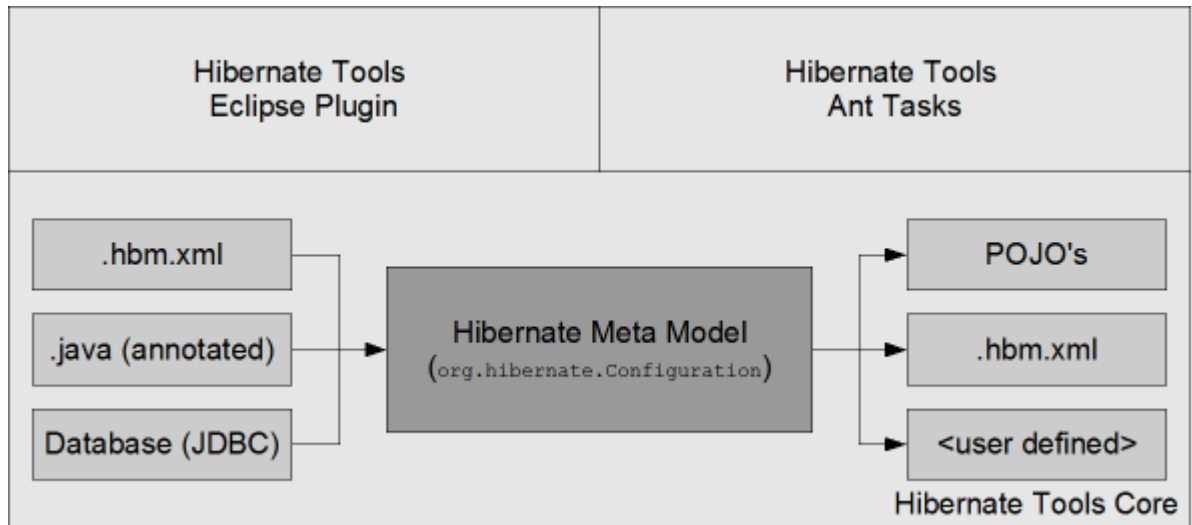 Hibernate Tools
Eclipse Plugin
Hibernate Tools
Ant Tasks
.hbm.xml
.java (annotated)
Database (JDBC)
Hibernate Meta Model
(org.hibernate.Configuration)
POJO's
.hbm.xml
<user defined>
Hibernate Tools Core